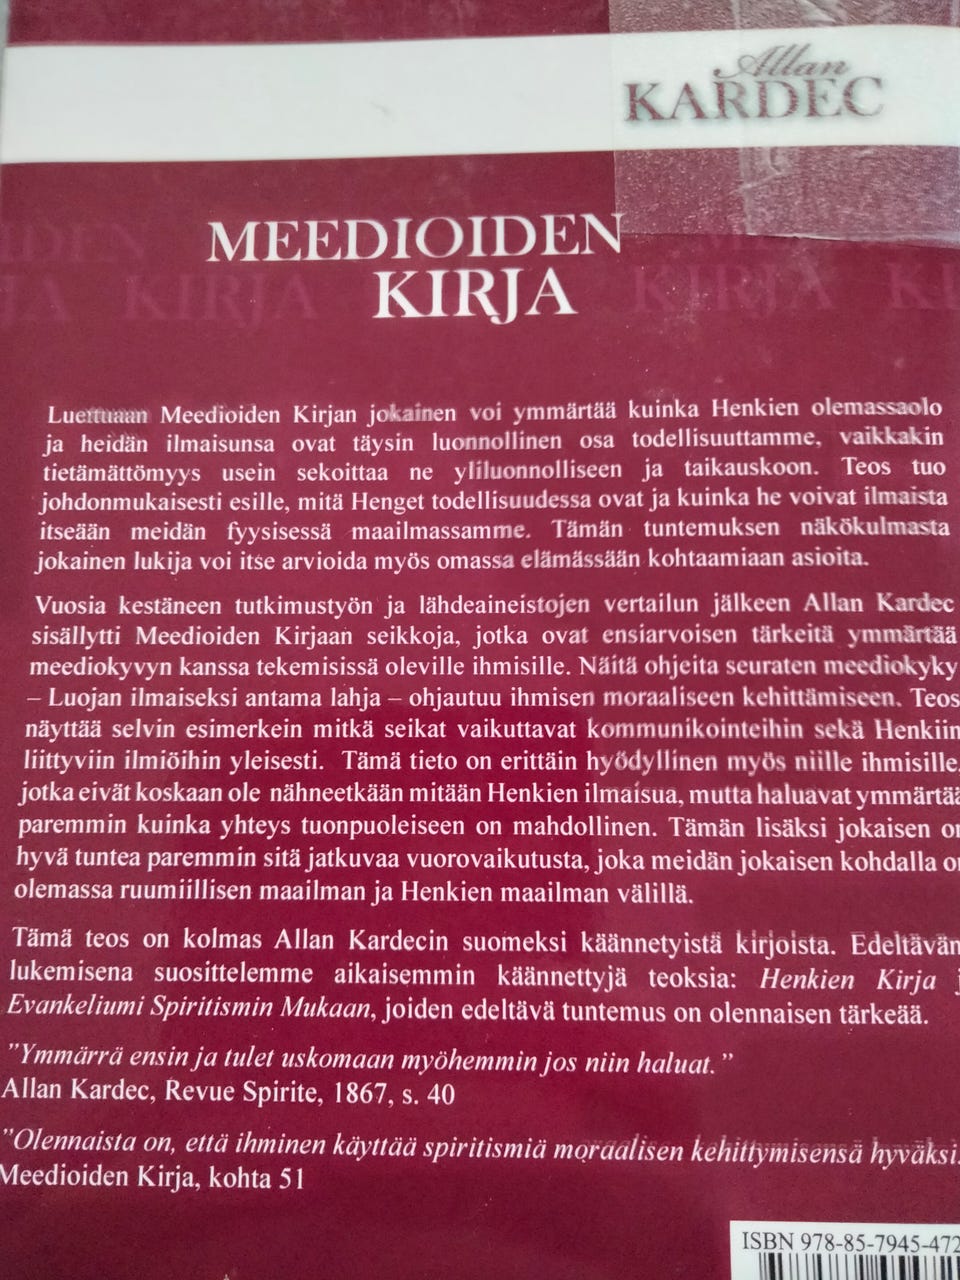 Allan
KARDEC
MEEDIOIDEN
KIRJA
IDEN
JA KIRJA KIRJA KI
Luettuaan Meedioiden Kirjan jokainen voi ymmärtää kuinka Henkien olemassaolo
ja heidän ilmaisunsa ovat täysin luonnollinen osa todellisuuttamme, vaikkakin
tietämättömyys usein sekoittaa ne yliluonnolliseen ja taikauskoon. Teos tuo
johdonmukaisesti esille, mitä Henget todellisuudessa ovat ja kuinka he voivat ilmaista
itseään meidän fyysisessä maailmassamme. Tämän tuntemuksen näkökulmasta
jokainen lukija voi itse arvioida myös omassa elämässään kohtaamiaan asioita.
Vuosia kestäneen tutkimustyön ja lähdeaineistojen vertailun jälkeen Allan Kardec
sisällytti Meedioiden Kirjaan seikkoja, jotka ovat ensiarvoisen tärkeitä ymmärtää
meediokyvyn kanssa tekemisissä oleville ihmisille. Näitä ohjeita seuraten meediokyky
– Luojan ilmaiseksi antama lahja – ohjautuu ihmisen moraaliseen kehittämiseen. Teos
näyttää selvin esimerkein mitkä seikat vaikuttavat kommunikointeihin sekä Henkiin
liittyviin ilmiöihin yleisesti. Tämä tieto on erittäin hyödyllinen myös niille ihmisille,
jotka eivät koskaan ole nähneetkään mitään Henkien ilmaisua, mutta haluavat ymmärtää
paremmin kuinka yhteys tuonpuoleiseen on mahdollinen. Tämän lisäksi jokaisen on
hyvä tuntea paremmin sitä jatkuvaa vuorovaikutusta, joka meidän jokaisen kohdalla on
olemassa ruumiillisen maailman ja Henkien maailman välillä.
Tämä teos on kolmas Allan Kardecin suomeksi käännetyistä kirjoista. Edeltävän
lukemisena suosittelemme aikaisemmin käännettyjä teoksia: Henkien Kirja j
Evankeliumi Spiritismin Mukaan, joiden edeltävä tuntemus on olennaisen tärkeää.
"Ymmärrä ensin ja tulet uskomaan myöhemmin jos niin haluat."
Allan Kardec, Revue Spirite, 1867, s. 40
"Olennaista on, että ihminen käyttää spiritismiä moraalisen kehittymisensä hyväksi.
Meedioiden Kirja, kohta 51
ISBN 978-85-7945-472